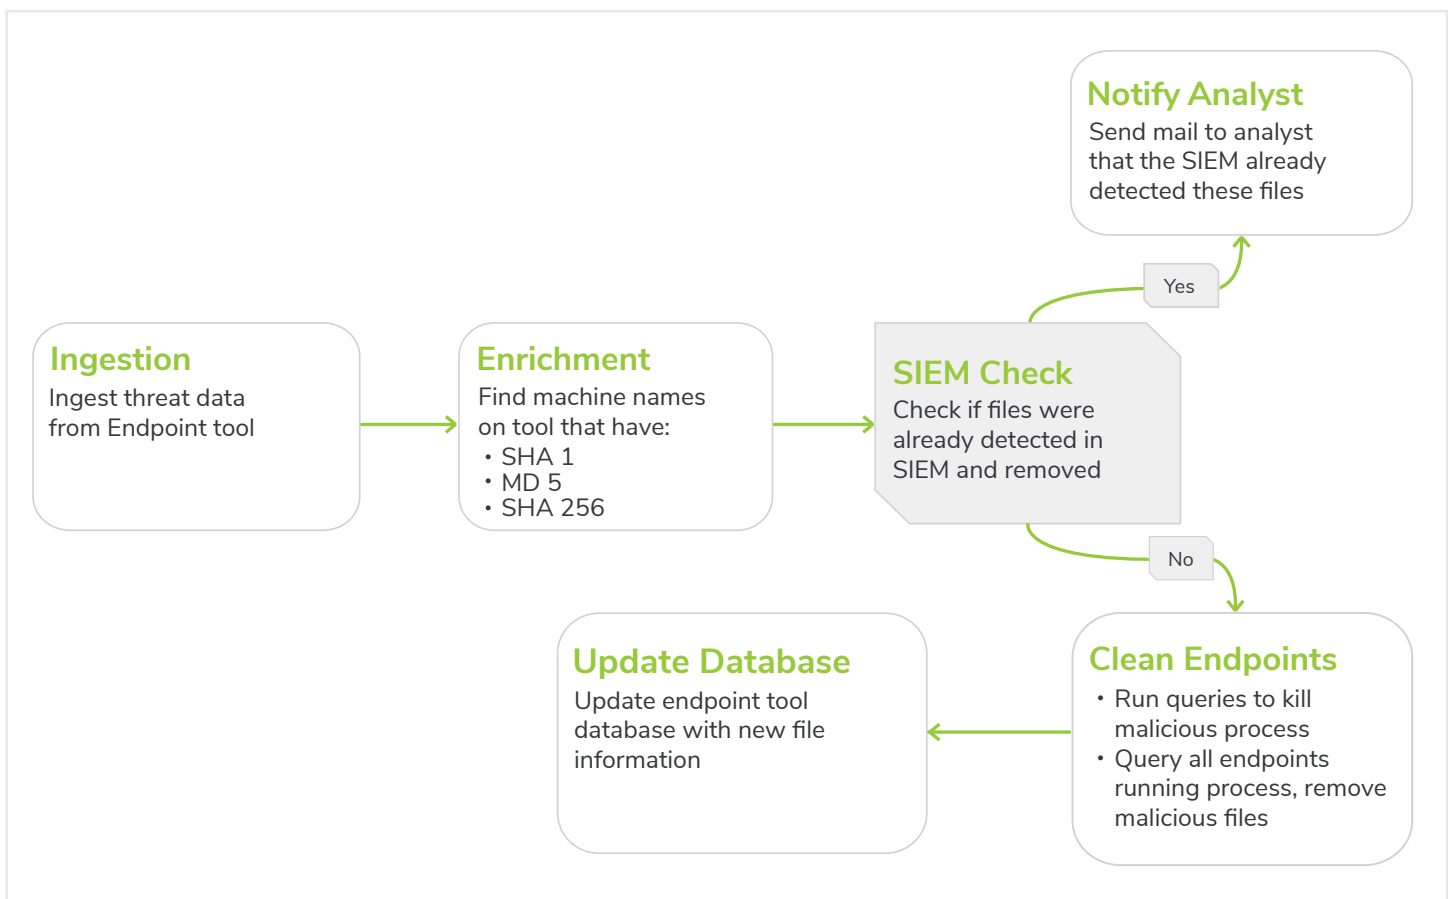 Notify Analyst
Send mail to analyst
that the SIEM already
detected these files
Yes
Ingestion
Ingest threat data
from Endpoint tool
Enrichment
Find machine names
on tool that have:
• SHA 1
• MD 5
• SHA 256
SIEM Check
Check if files were
already detected in
SIEM and removed
No
Clean Endpoints
• Run queries to kill
malicious process
• Query all endpoints
running process, remove
malicious files
Update Database
Update endpoint tool
database with new file
information